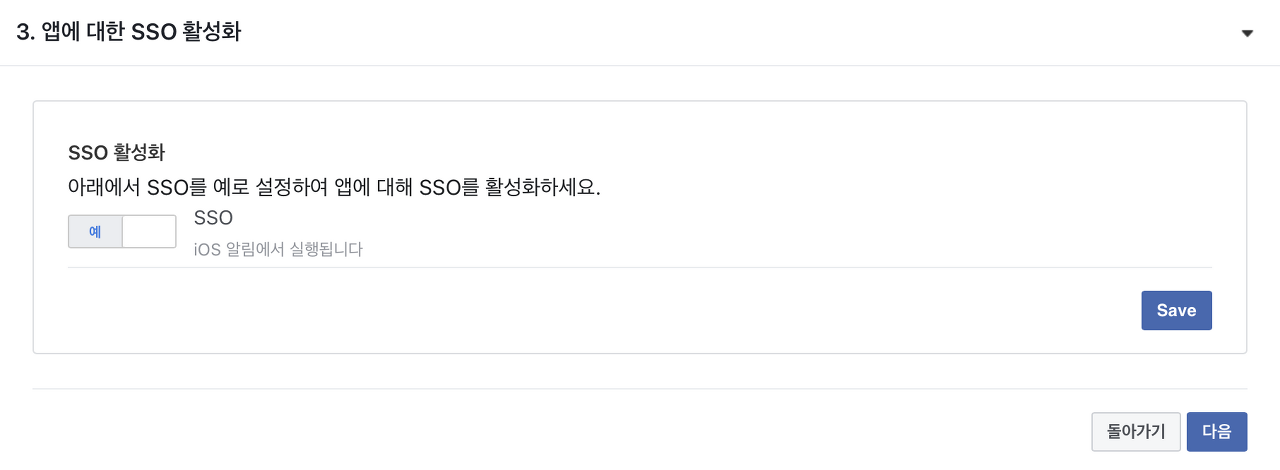 3. 앱에 대한 SSO 활성화
SSO 활성화
아래에서 SSO를 예로 설정하여 앱에 대해 SSO를 활성화하세요.
예
SSO
iOS 알림에서 실행됩니다
Save
돌아가기
다음